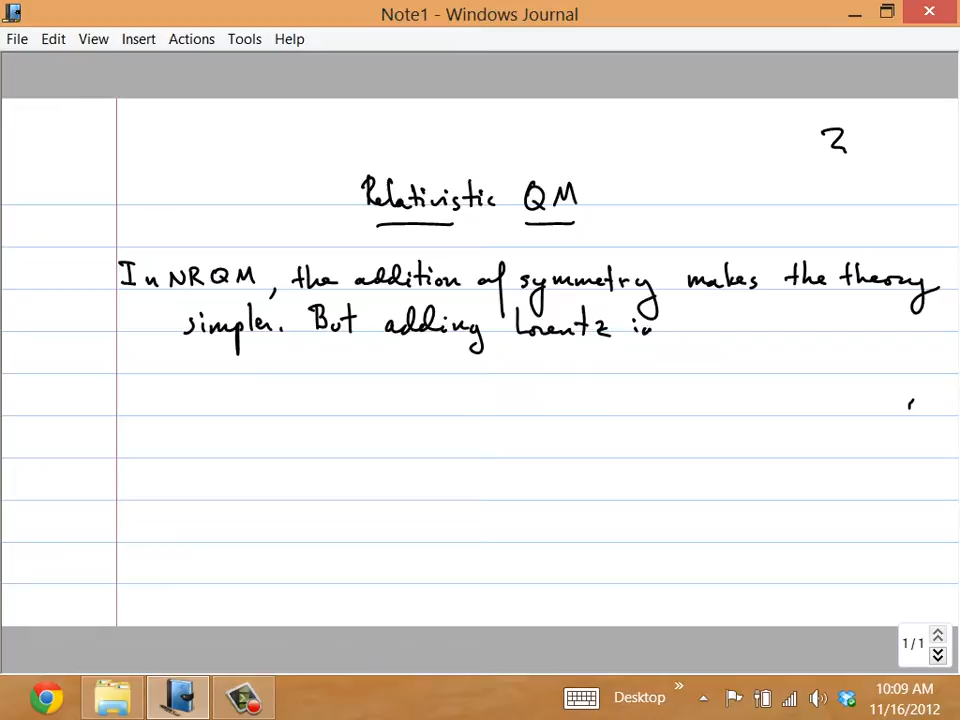 Note1 - Windows Journal
File Edit View Insert Actions Tools Help
2
Relativistic QM
In NRQM, the addition of symmetry makes the theory
simpler. But adding Lorentz
1/1
Desktop
10:09 AM
11/16/2012